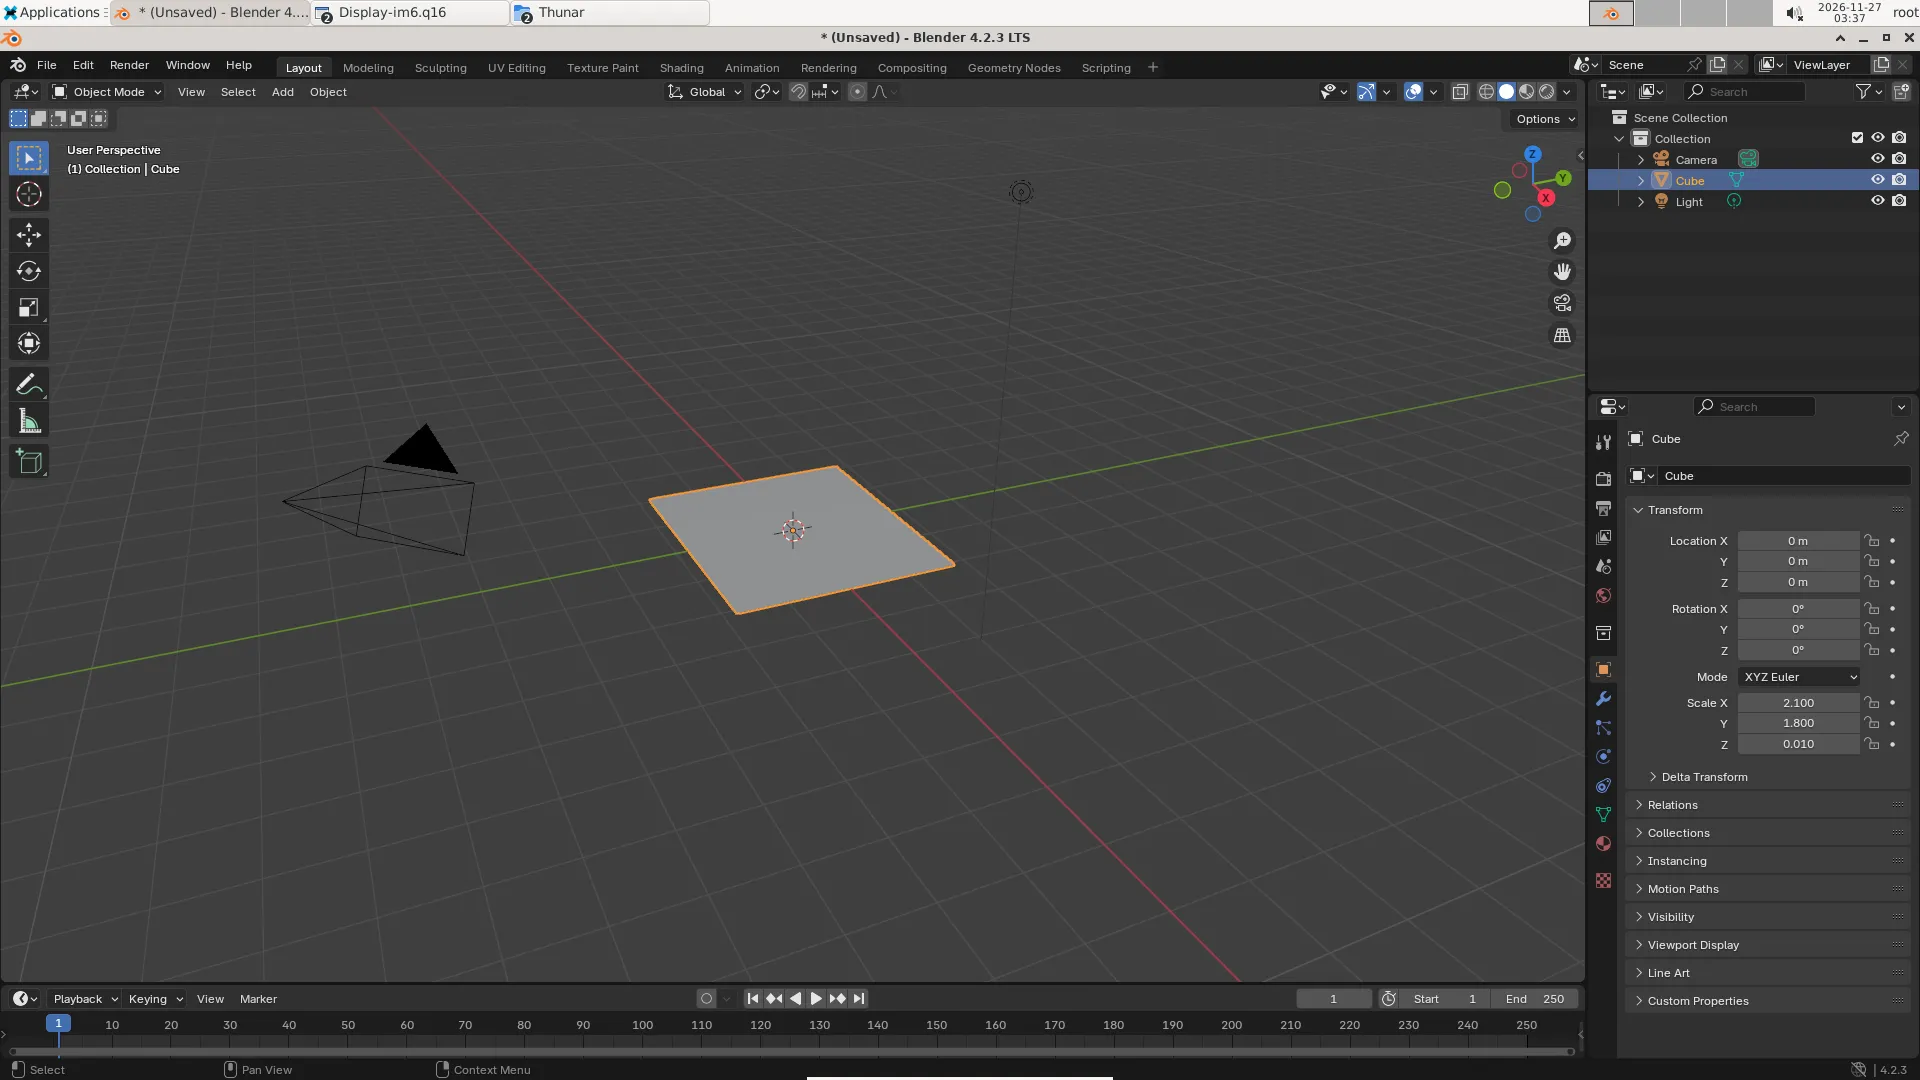 Applications
* (Unsaved) - Blender 4....
Display-im6.q16
Thunar
2026-11-27
03:37
root
* (Unsaved) - Blender 4.2.3 LTS
File Edit Render Window Help
Layout Modeling Sculpting UV Editing Texture Paint Shading Animation Rendering Compositing Geometry Nodes Scripting
Scene
ViewLayer
Object Mode View Select Add Object
Global
Search
Options
User Perspective
(1) Collection | Cube
Z
Y
X
Scene Collection
Collection
Camera
Cube
Light
Search
Cube
Cube
Transform
Location X 0 m
Y 0 m
Z 0 m
Rotation X 0°
Y 0°
Z 0°
Mode XYZ Euler
Scale X 2.100
Y 1.800
Z 0.010
Delta Transform
Relations
Collections
Instancing
Motion Paths
Visibility
Viewport Display
Line Art
Custom Properties
Playback Keying View Marker
1
Start 1
End 250
1 10 20 30 40 50 60 70 80 90 100 110 120 130 140 150 160 170 180 190 200 210 220 230 240 250
Select
Pan View
Context Menu
4.2.3